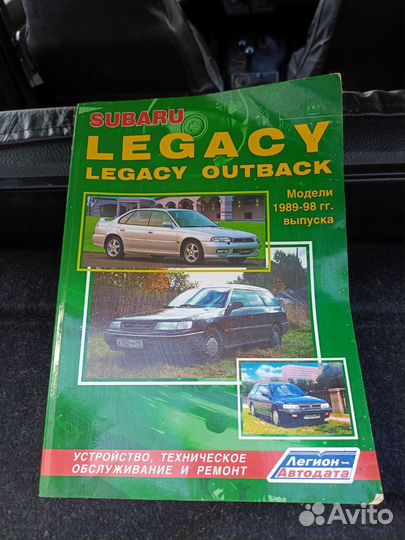 SUBARU
LEGACY
LEGACY OUTBACK
Модели
1989-98 гг.
выпуска
УСТРОЙСТВО, ТЕХНИЧЕСКОЕ
ОБСЛУЖИВАНИЕ И РЕМОНТ
Легион
Автодата
Avito